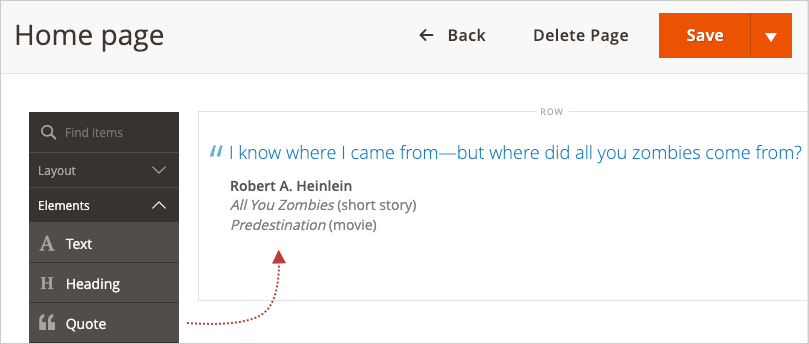 Home page
← Back Delete Page Save
Find items
Layout
Elements
Text
Heading
Quote
ROW
“ I know where I came from—but where did all you zombies come from?
Robert A. Heinlein
All You Zombies (short story)
Predestination (movie)